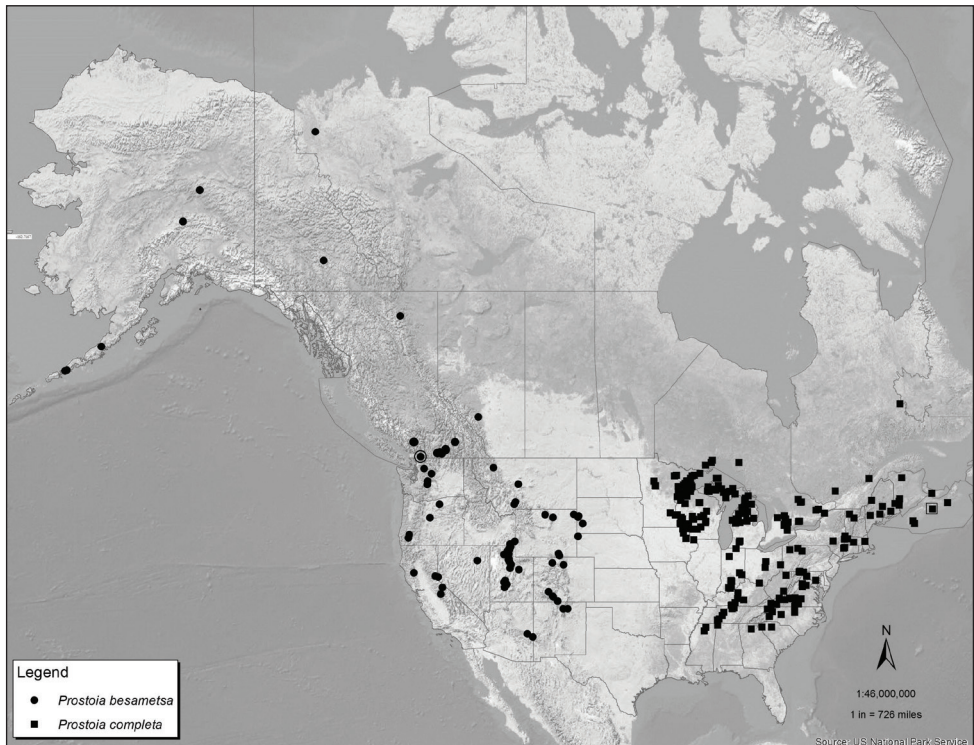 N
1:46,000,000
1 in = 726 miles
Legend
Prostoia besametsa
Prostoia completa
Source: US National Park Service